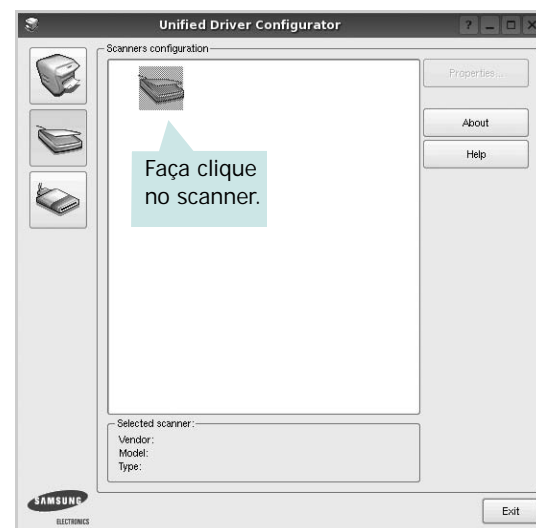 Unified Driver Configurator
Scanners configuration
Properties...
About
Help
Faça clique
no scanner.
Selected scanner:
Vendor:
Model:
Type:
SAMSUNG
ELECTRONICS
Exit